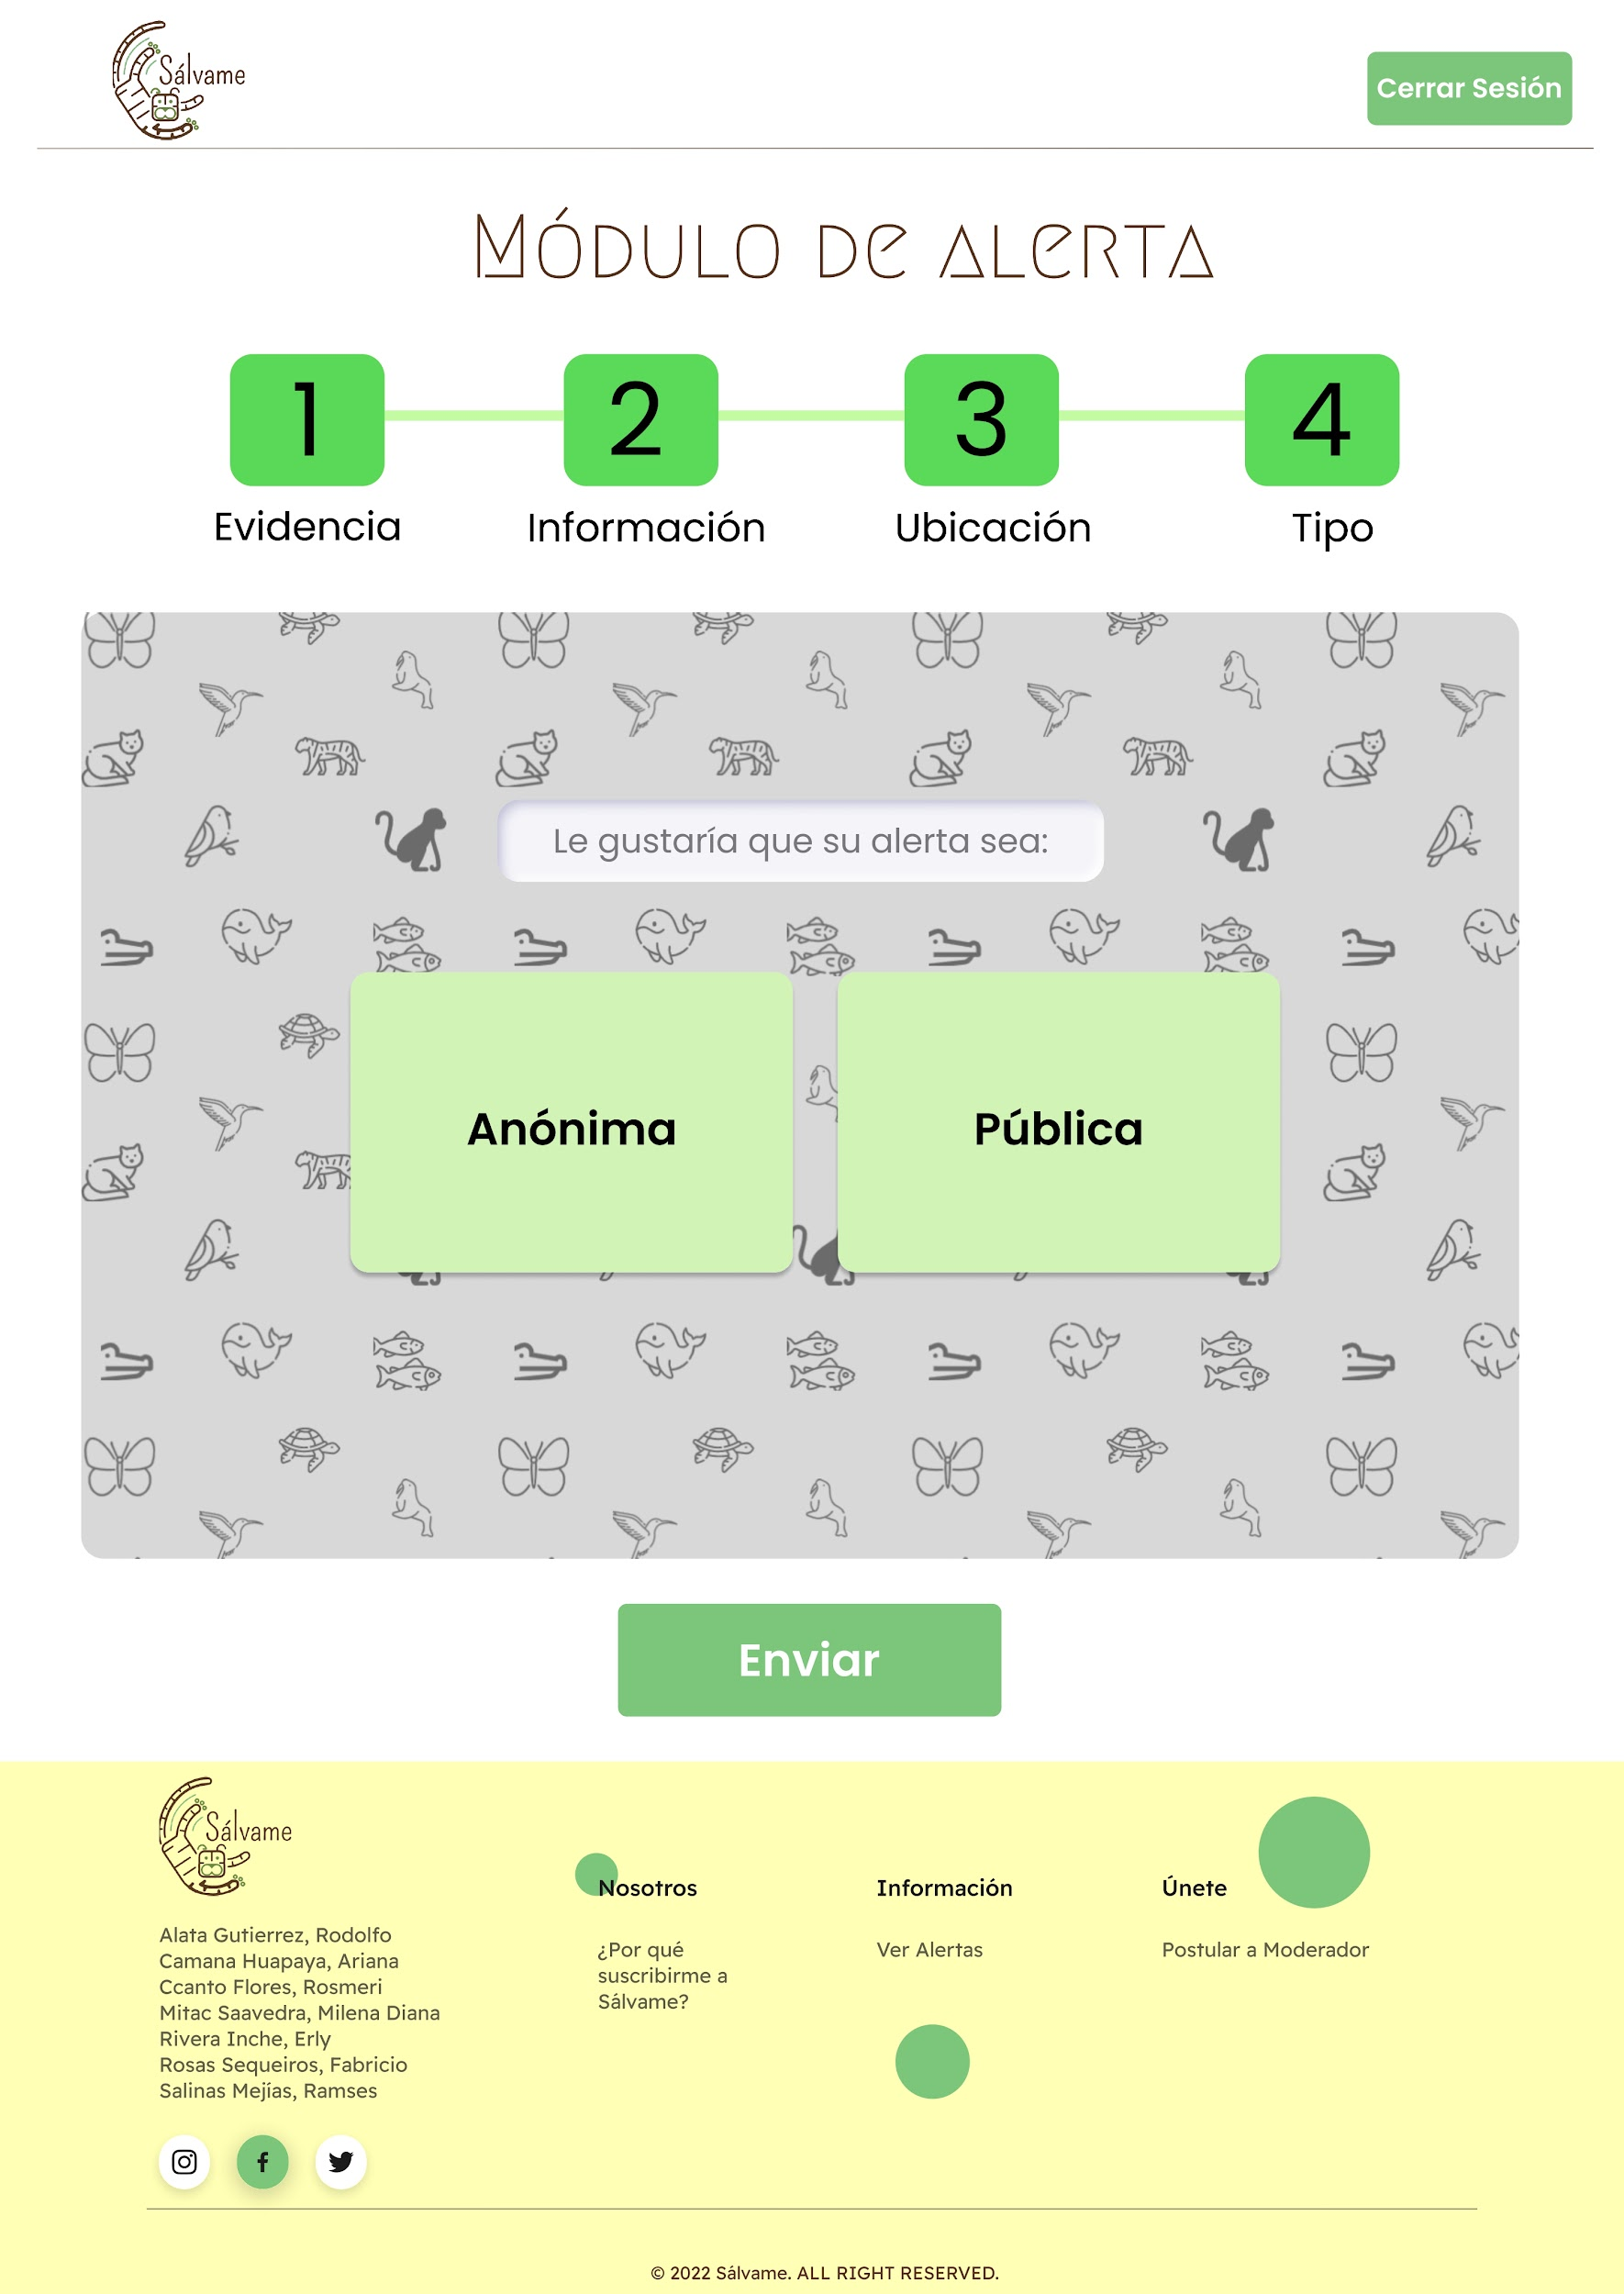 Sálvame
Cerrar Sesión
Módulo de alerta
1
2
3
4
Evidencia
Información
Ubicación
Tipo
Le gustaría que su alerta sea:
Anónima
Pública
Enviar
Sálvame
Alata Gutierrez, Rodolfo
Camana Huapaya, Ariana
Ccanto Flores, Rosmeri
Mitac Saavedra, Milena Diana
Rivera Inche, Erly
Rosas Sequeiros, Fabricio
Salinas Mejías, Ramses
Nosotros
¿Por qué
suscribirme a
Sálvame?
Información
Ver Alertas
Únete
Postular a Moderador
© 2022 Sálvame. ALL RIGHT RESERVED.